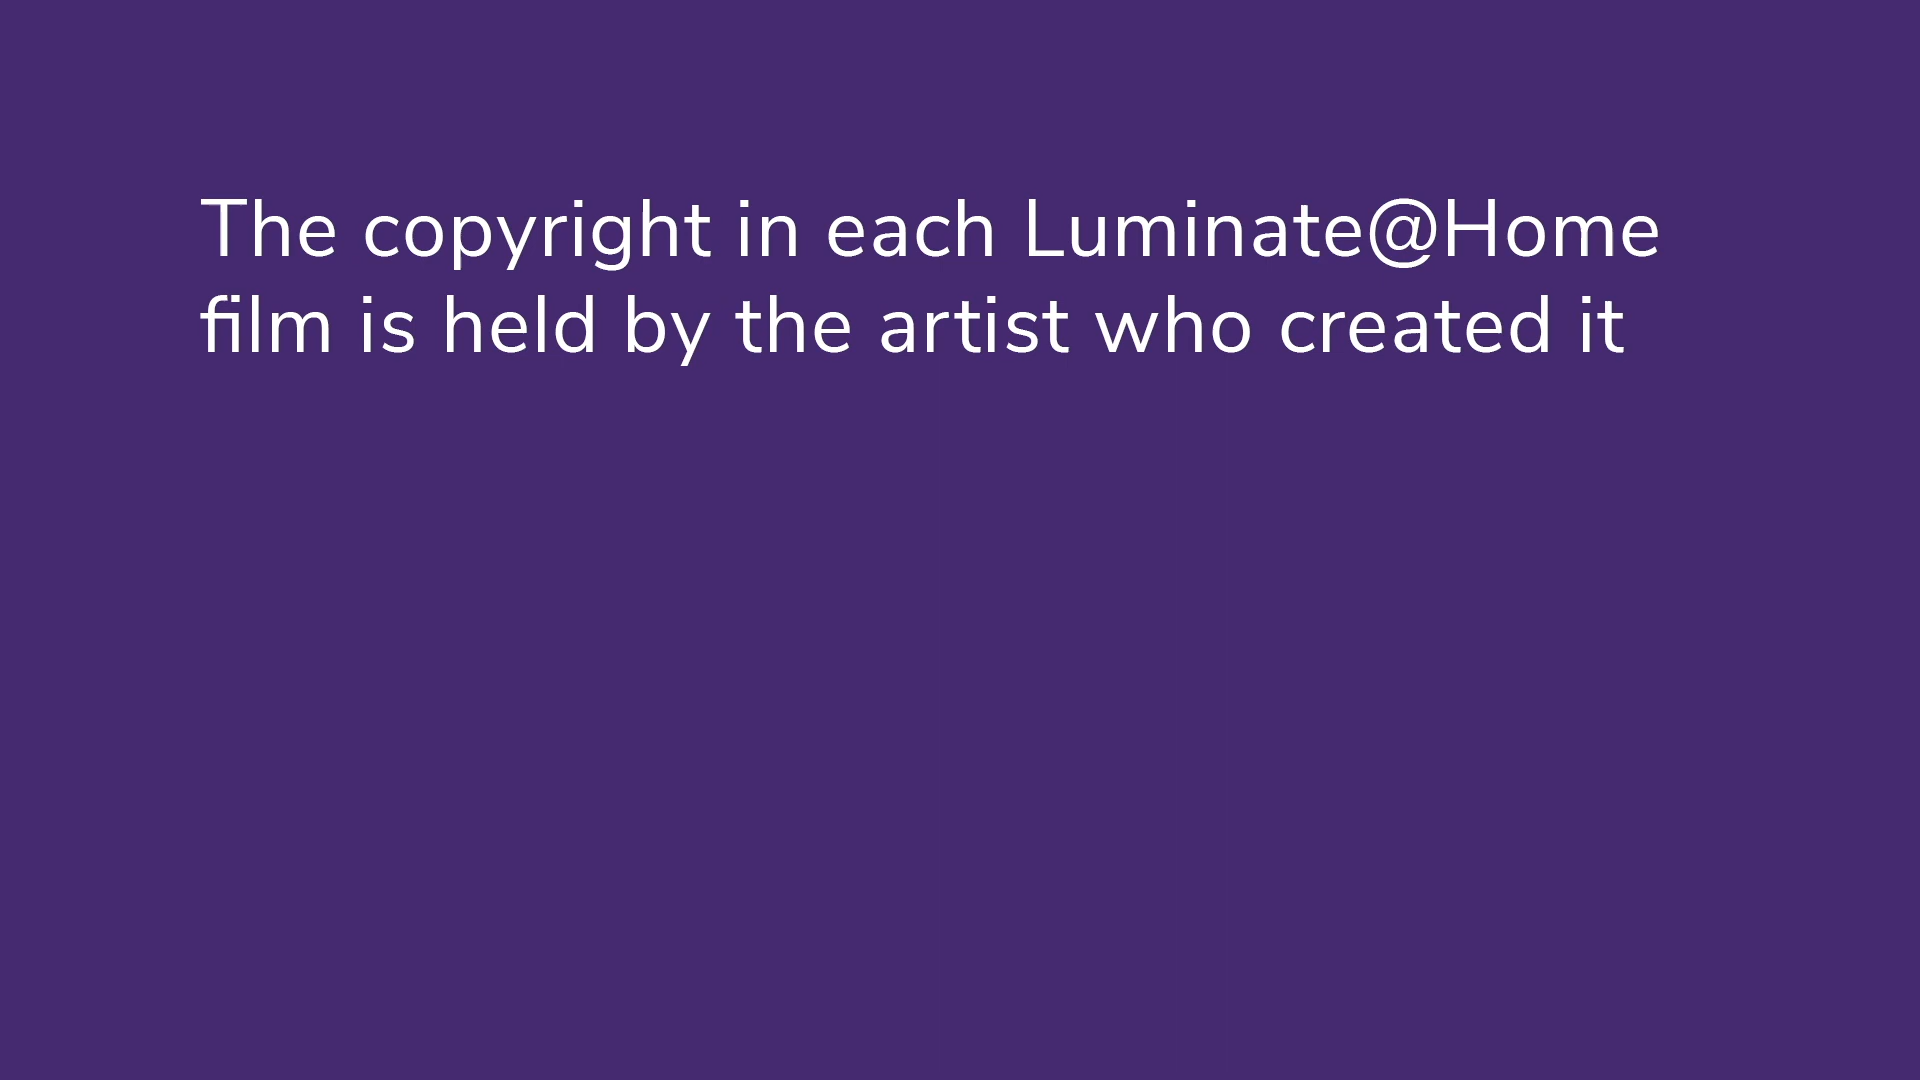 The copyright in each Luminate@Home
film is held by the artist who created it